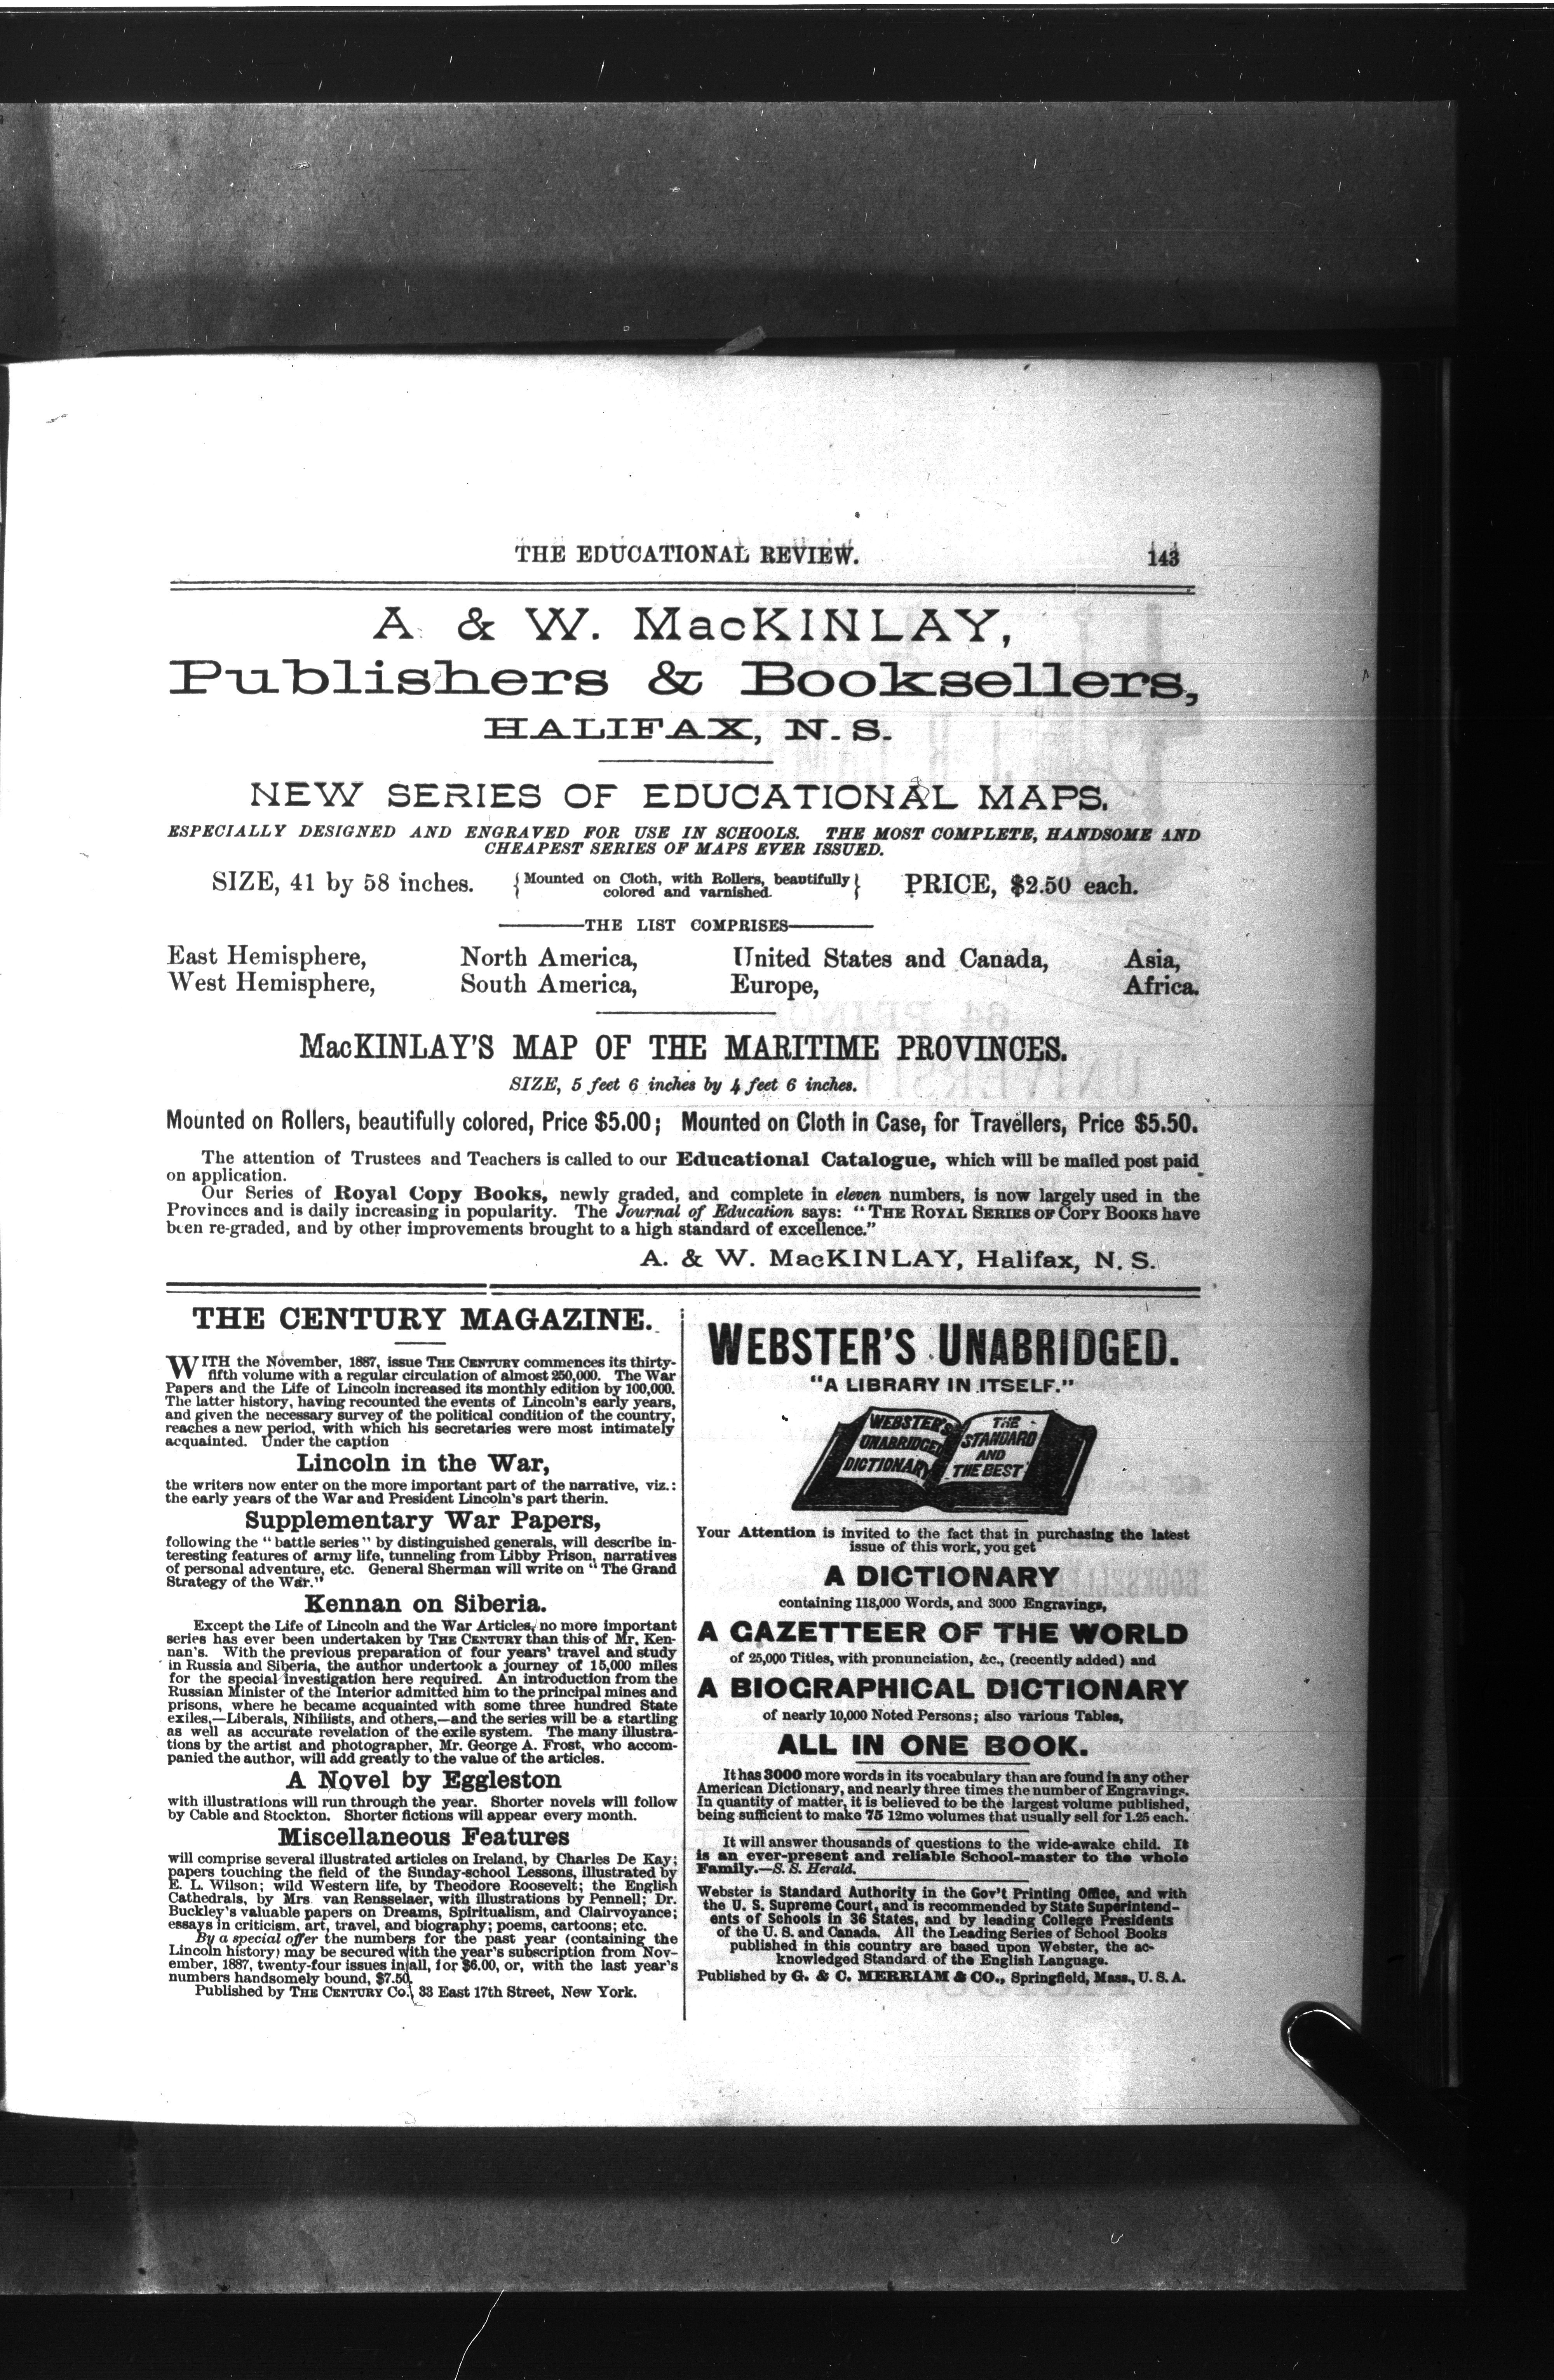 THE EDUCATIONAL REVIEW. 143
A & W. MacKINLAY,
Publishers & Booksellers,
HALIFAX, N. S.
NEW SERIES OF EDUCATIONAL MAPS.
ESPECIALLY DESIGNED AND ENGRAVED FOR USE IN SCHOOLS. THE MOST COMPLETE, HANDSOME AND
CHEAPEST SERIES OF MAPS EVER ISSUED.
SIZE, 41 by 58 inches. { Mounted on Cloth, with Rollers, beautifully } PRICE, $2.50 each.
colored and varnished.
THE LIST COMPRISES
East Hemisphere, North America, United States and Canada, Asia,
West Hemisphere, South America, Europe, Africa.
MacKINLAY'S MAP OF THE MARITIME PROVINCES.
SIZE, 5 feet 6 inches by 4 feet 6 inches.
Mounted on Rollers, beautifully colored, Price $5.00; Mounted on Cloth in Case, for Travellers, Price $5.50.
The attention of Trustees and Teachers is called to our Educational Catalogue, which will be mailed post paid
on application.
Our Series of Royal Copy Books, newly graded, and complete in eleven numbers, is now largely used in the
Provinces and is daily increasing in popularity. The Journal of Education says: "THE ROYAL SERIES OF COPY BOOKS have
been re-graded, and by other improvements brought to a high standard of excellence."
A. & W. MacKINLAY, Halifax, N. S.
THE CENTURY MAGAZINE.
WITH the November, 1887, issue THE CENTURY commences its thirty-
fifth volume with a regular circulation of almost 250,000. The War
Papers and the Life of Lincoln increased its monthly edition by 100,000.
The latter history, having recounted the events of Lincoln's early years,
and given the necessary survey of the political condition of the country,
reaches a new period, with which his secretaries were most intimately
acquainted. Under the caption
Lincoln in the War,
the writers now enter on the more important part of the narrative, viz.:
the early years of the War and President Lincoln's part therin.
Supplementary War Papers,
following the "battle series" by distinguished generals, will describe in-
teresting features of army life, tunneling from Libby Prison, narratives
of personal adventure, etc. General Sherman will write on "The Grand
Strategy of the War."
Kennan on Siberia.
Except the Life of Lincoln and the War Articles, no more important
series has ever been undertaken by THE CENTURY than this of Mr. Ken-
nan's. With the previous preparation of four years' travel and study
in Russia and Siberia, the author undertook a journey of 15,000 miles
for the special investigation here required. An introduction from the
Russian Minister of the Interior admitted him to the principal mines and
prisons, where he became acquainted with some three hundred State
exiles,—Liberals, Nihilists, and others,—and the series will be a startling
as well as accurate revelation of the exile system. The many illustra-
tions by the artist and photographer, Mr. George A. Frost, who accom-
panied the author, will add greatly to the value of the articles.
A Novel by Eggleston
with illustrations will run through the year. Shorter novels will follow
by Cable and Stockton. Shorter fictions will appear every month.
Miscellaneous Features
will comprise several illustrated articles on Ireland, by Charles De Kay;
papers touching the field of the Sunday-school Lessons, illustrated by
E. L. Wilson; wild Western life, by Theodore Roosevelt; the English
Cathedrals, by Mrs van Rensselaer, with illustrations by Pennell; Dr.
Buckley's valuable papers on Dreams, Spiritualism, and Clairvoyance;
essays in criticism, art, travel, and biography; poems, cartoons; etc.
By a special offer the numbers for the past year (containing the
Lincoln history) may be secured with the year's subscription from Nov-
ember, 1887, twenty-four issues in all, for $6.00, or, with the last year's
numbers handsomely bound, $7.50.
Published by THE CENTURY CO. 33 East 17th Street, New York.
WEBSTER'S UNABRIDGED.
"A LIBRARY IN ITSELF."
WEBSTER'S
UNABRIDGED
DICTIONARY
THE
STANDARD
AND
THE BEST
Your Attention is invited to the fact that in purchasing the latest
issue of this work, you get
A DICTIONARY
containing 118,000 Words, and 3000 Engravings,
A GAZETTEER OF THE WORLD
of 25,000 Titles, with pronunciation, &c., (recently added) and
A BIOGRAPHICAL DICTIONARY
of nearly 10,000 Noted Persons; also various Tables,
ALL IN ONE BOOK.
It has 3000 more words in its vocabulary than are found in any other
American Dictionary, and nearly three times the number of Engravings.
In quantity of matter, it is believed to be the largest volume published,
being sufficient to make 75 12mo volumes that usually sell for 1.25 each.
It will answer thousands of questions to the wide-awake child. It
is an ever-present and reliable School-master to the whole
Family.—S. S. Herald.
Webster is Standard Authority in the Gov't Printing Office, and with
the U. S. Supreme Court, and is recommended by State Superintend-
ents of Schools in 36 States, and by leading College Presidents
of the U. S. and Canada. All the Leading Series of School Books
published in this country are based upon Webster, the ac-
knowledged Standard of the English Language.
Published by G. & C. MERRIAM & CO., Springfield, Mass., U. S. A.